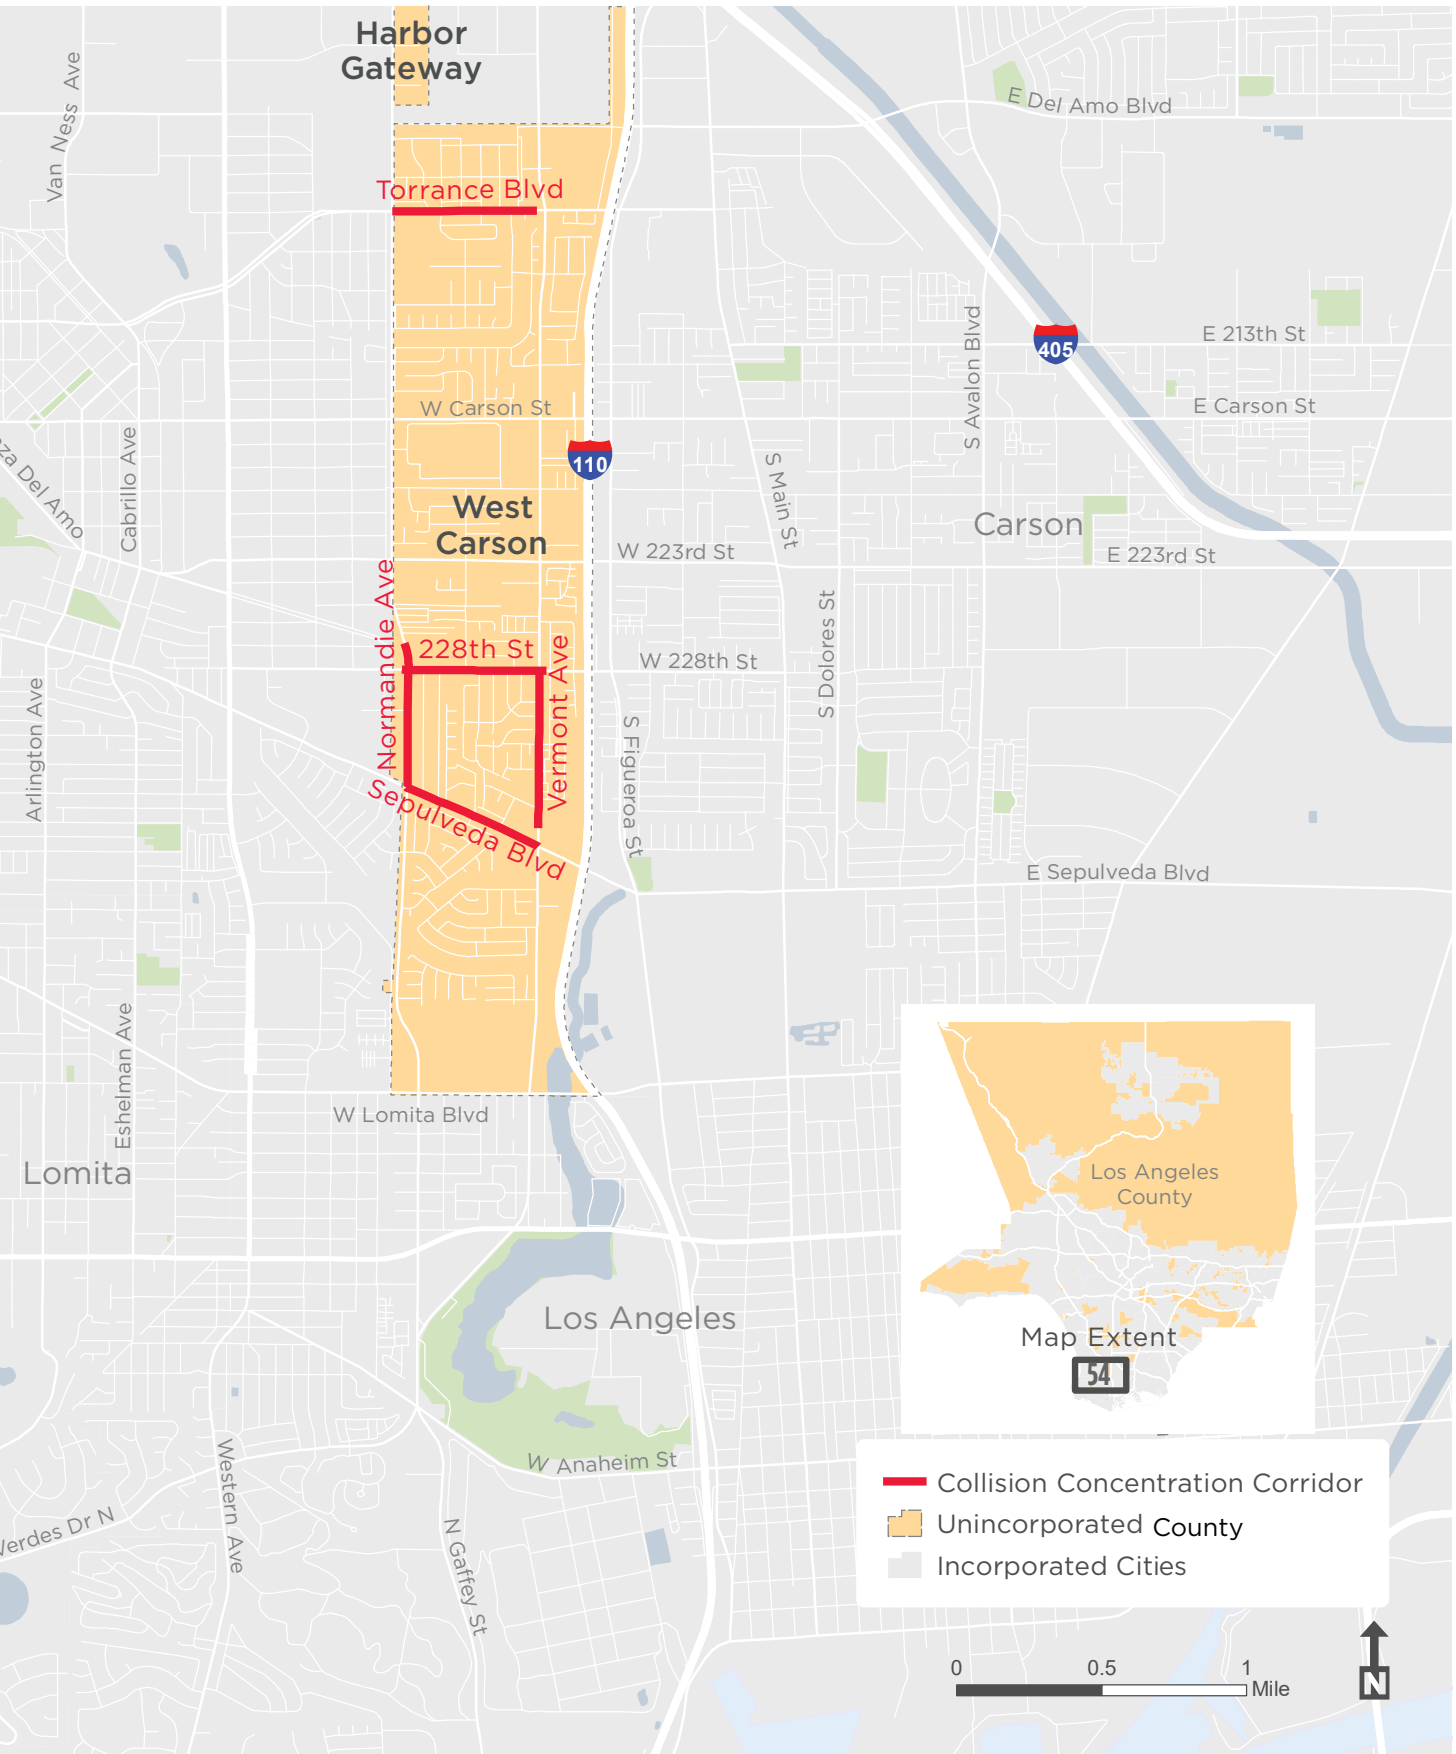 Harbor
Gateway
Van Ness Ave
E Del Amo Blvd
Torrance Blvd
S Avalon Blvd
405
E 213th St
W Carson St
E Carson St
110
Cabrillo Ave
za Del Amo
S Main St
West
Carson
Carson
W 223rd St
E 223rd St
Normandie Ave
228th St
Vermont Ave
W 228th St
S Dolores St
Arlington Ave
S Figueroa St
Sepulveda Blvd
E Sepulveda Blvd
Eshelman Ave
W Lomita Blvd
Lomita
Los Angeles
County
Los Angeles
Map Extent
54
W Anaheim St
Western Ave
Verdes Dr N
N Gaffey St
Collision Concentration Corridor
Unincorporated County
Incorporated Cities
0 0.5 1
Mile
N